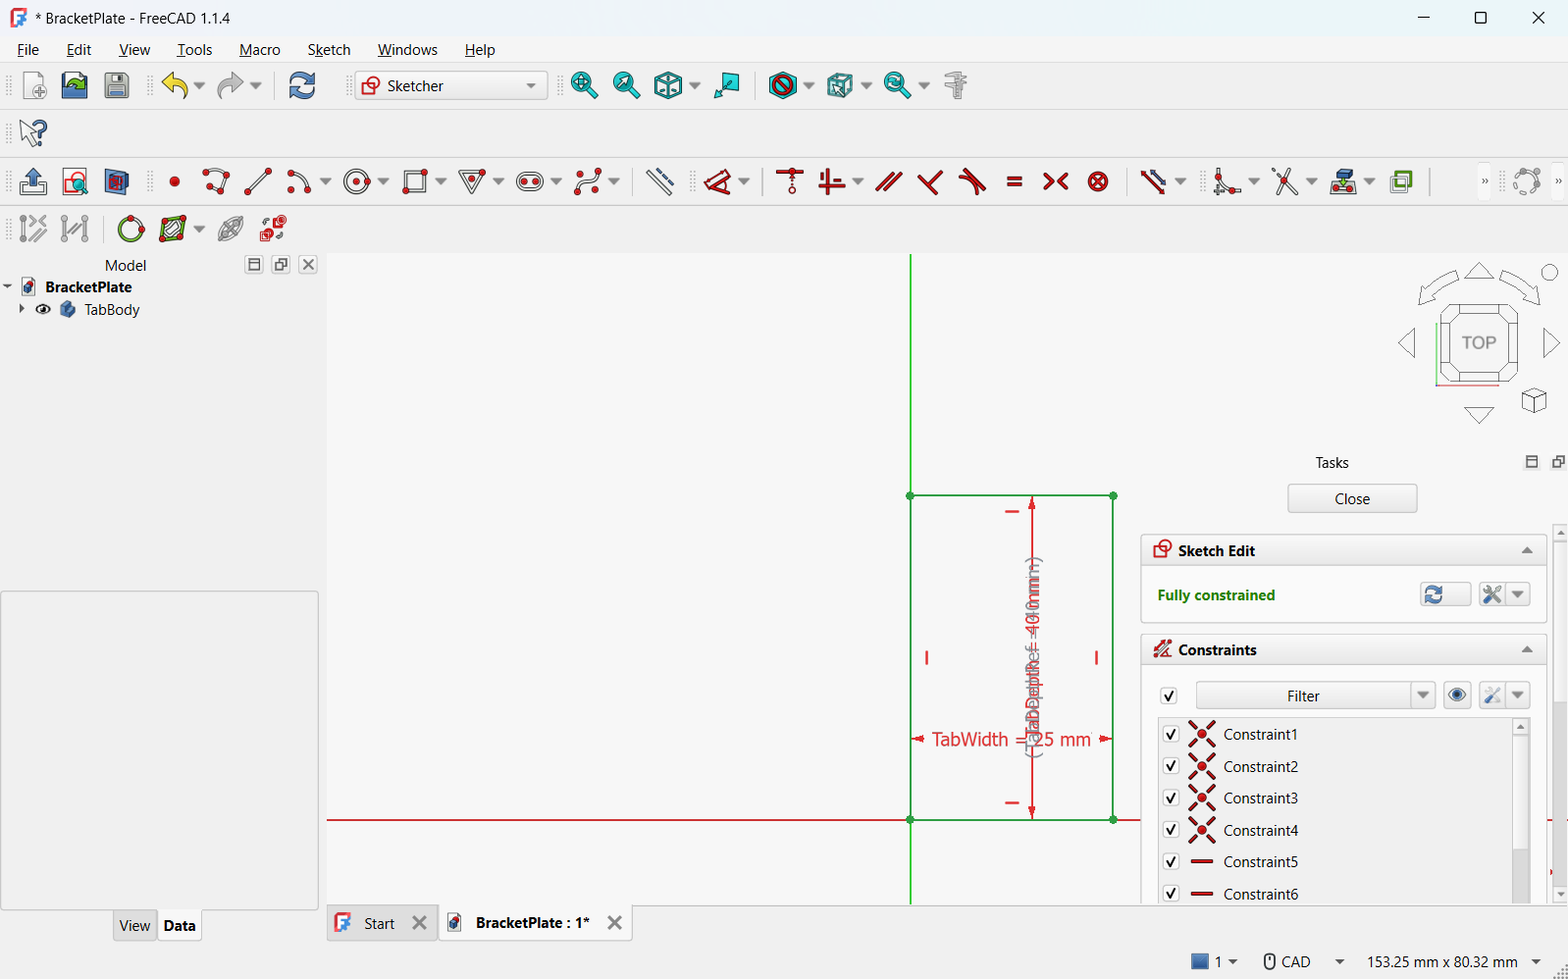 * BracketPlate - FreeCAD 1.1.4
File Edit View Tools Macro Sketch Windows Help
Sketcher
Model
BracketPlate
TabBody
TOP
Tasks
Close
Sketch Edit
Fully constrained
Constraints
Filter
Constraint1
Constraint2
Constraint3
Constraint4
Constraint5
Constraint6
TabWidth = 25 mm
View Data
Start
BracketPlate : 1*
1 CAD 153.25 mm x 80.32 mm